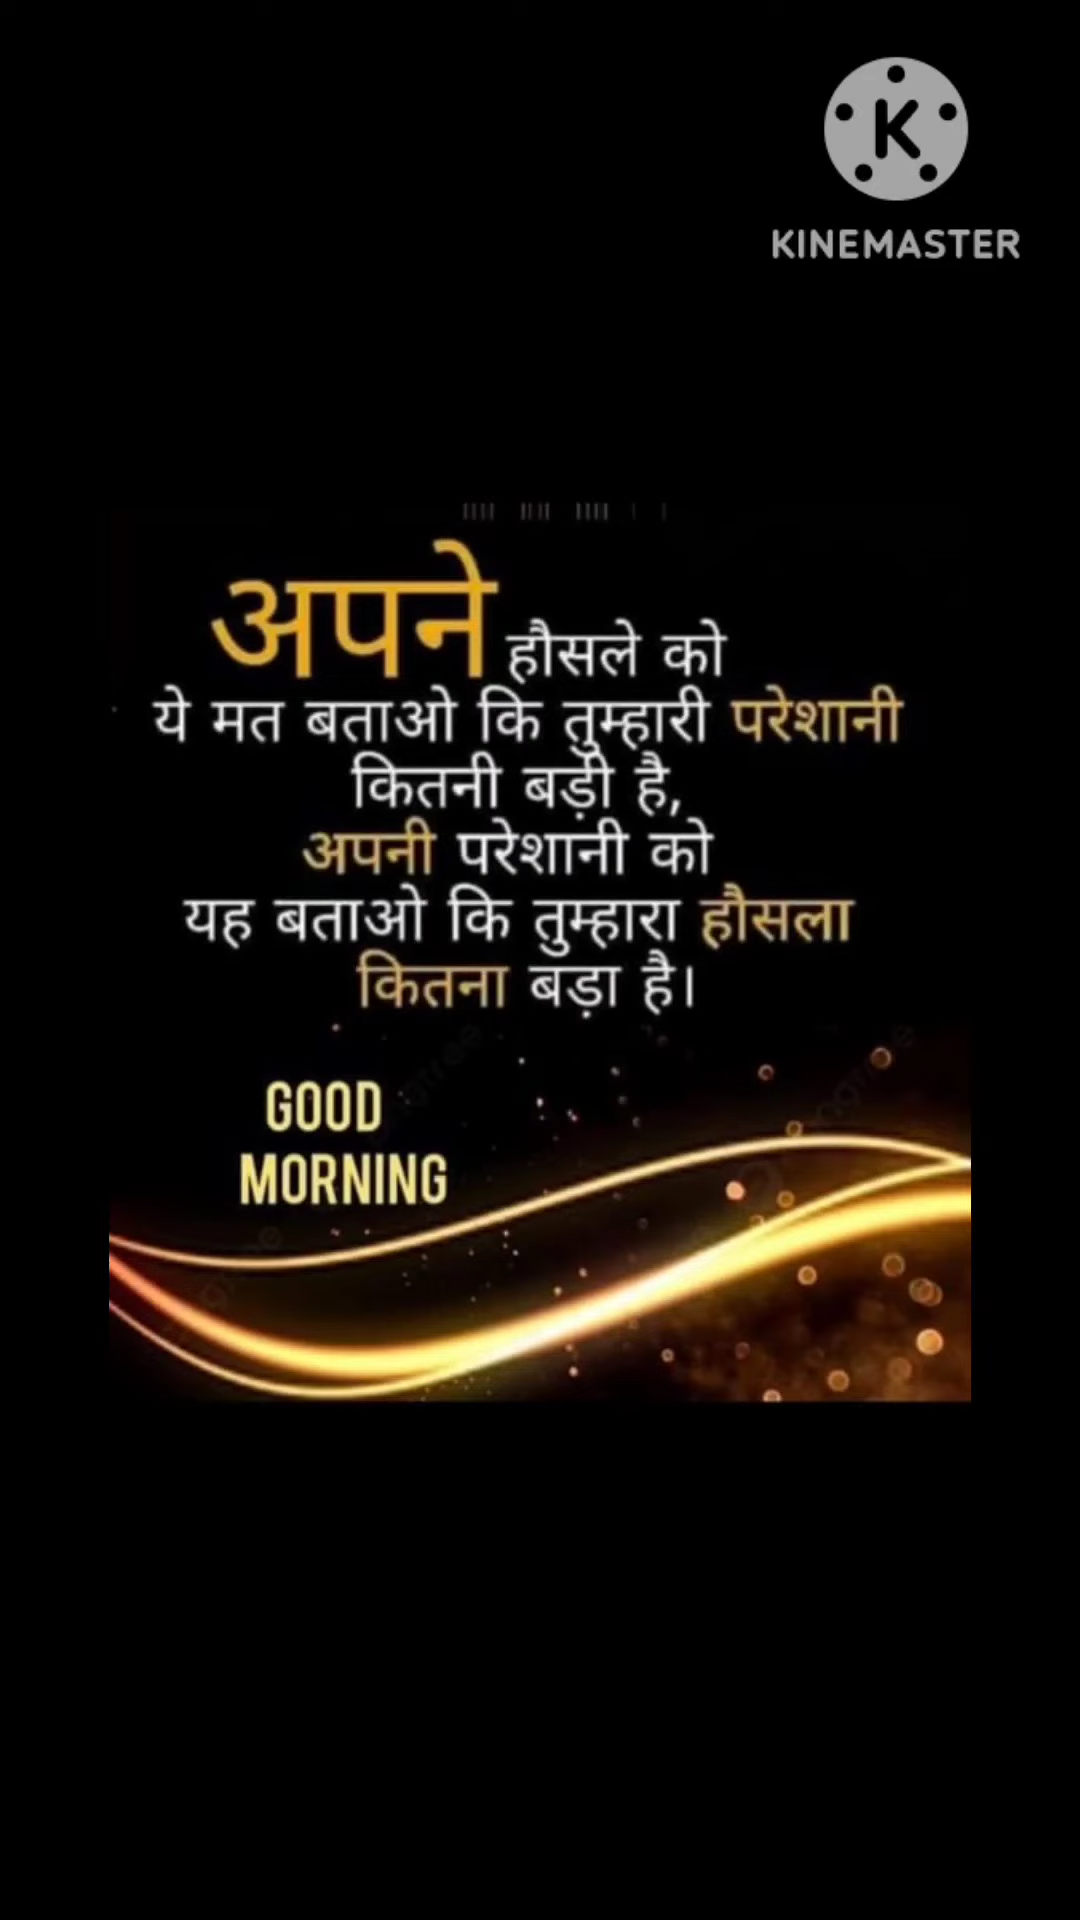 KINEMASTER
अपने हौसले को
ये मत बताओ कि तुम्हारी परेशानी
कितनी बड़ी है,
अपनी परेशानी को
यह बताओ कि तुम्हारा हौसला
कितना बड़ा है।
GOOD
MORNING